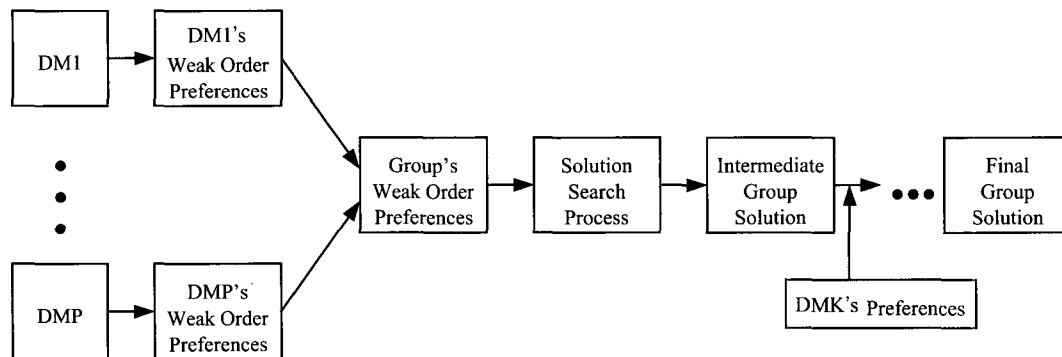 DM1
DM1's
Weak Order
Preferences
Group's
Weak Order
Preferences
Solution
Search
Process
Intermediate
Group
Solution
Final
Group
Solution
DMP
DMP's
Weak Order
Preferences
DMK's Preferences